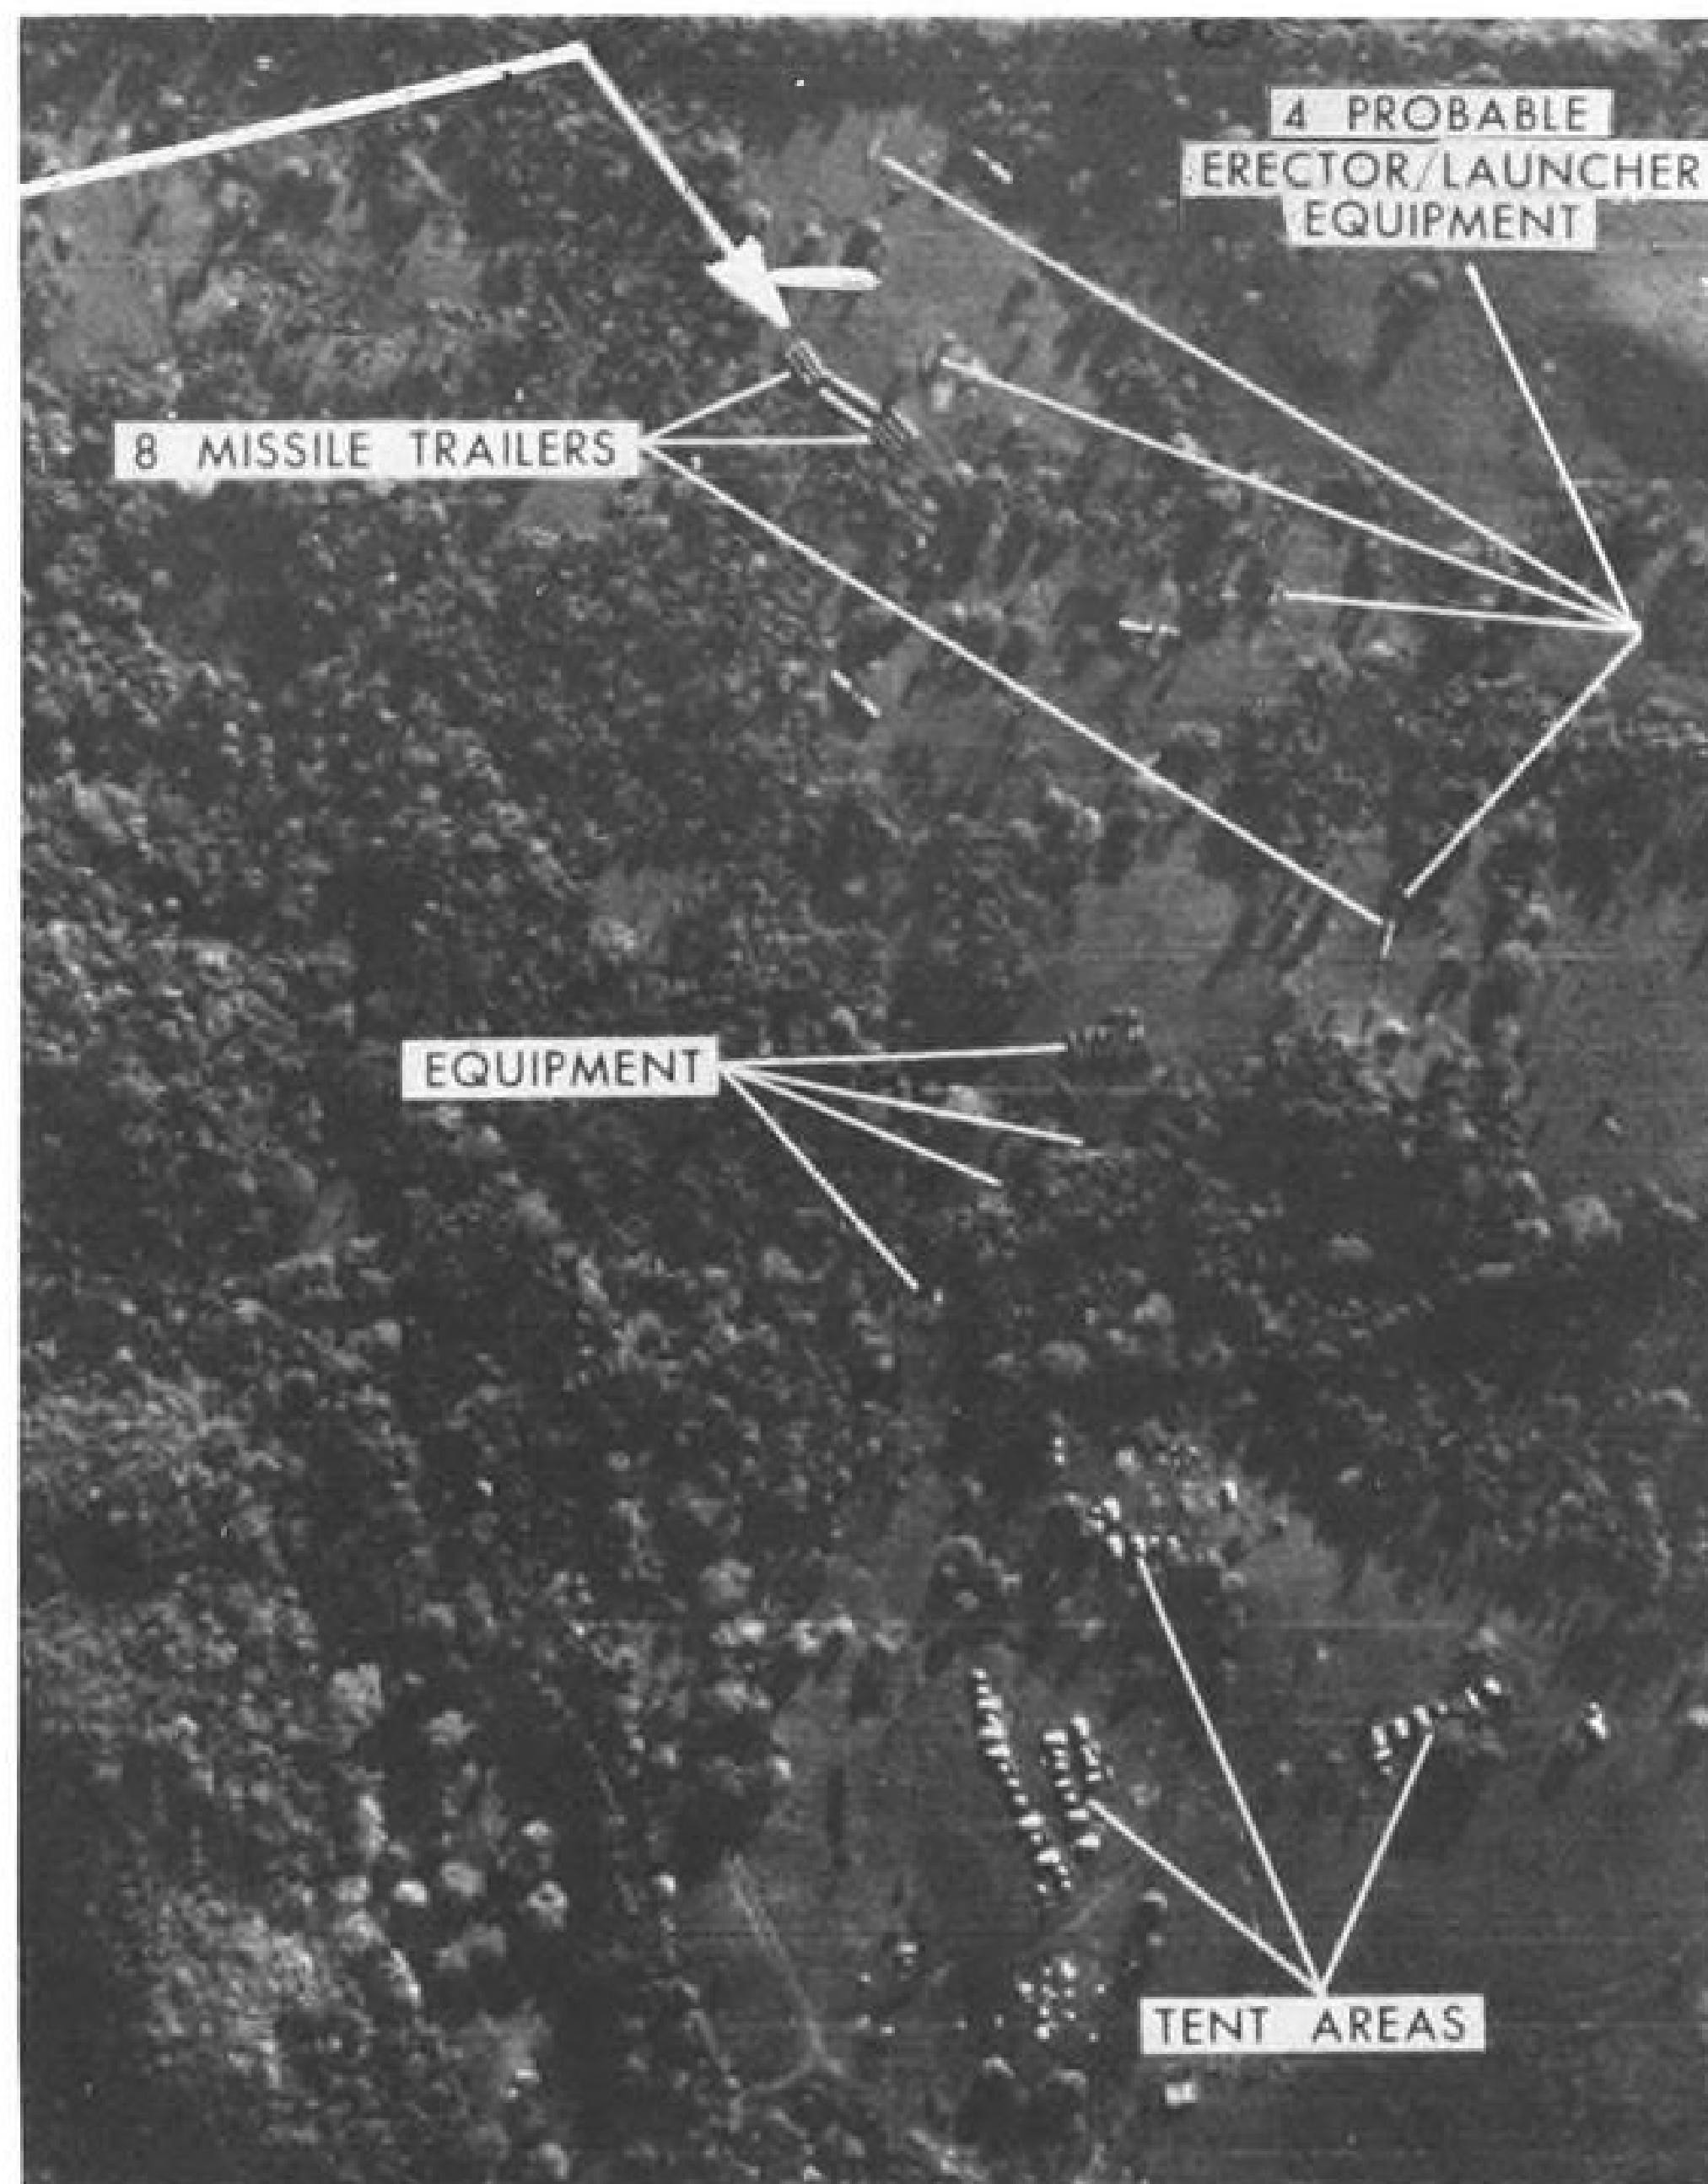 4 PROBABLE
ERECTOR/LAUNCHER
EQUIPMENT
8 MISSILE TRAILERS
EQUIPMENT
TENT AREAS